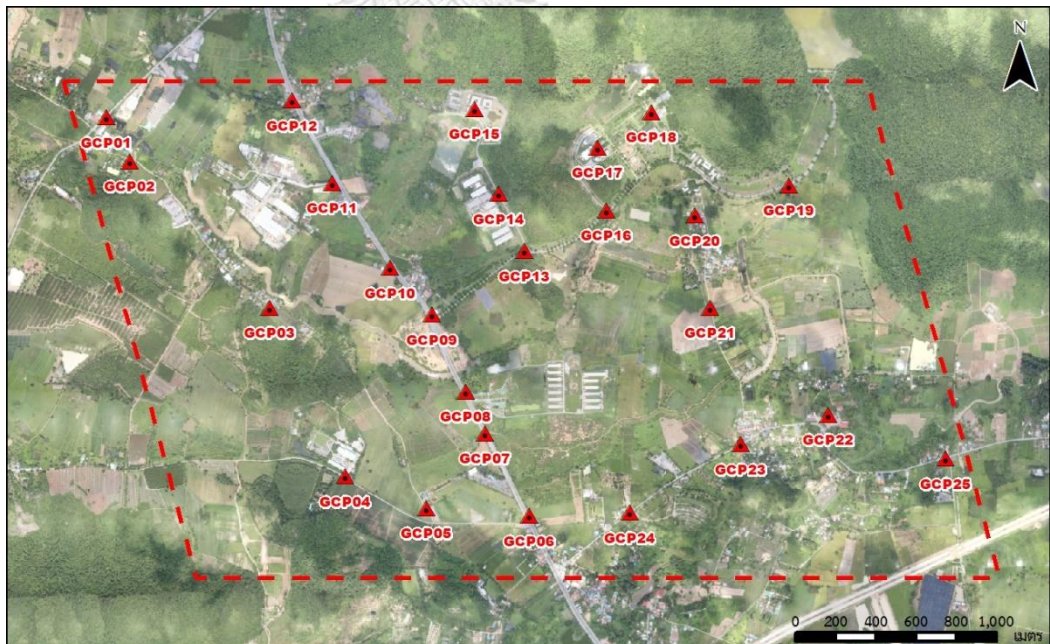 N
GCP12
GCP15
GCP18
GCP01
GCP02
GCP17
GCP11
GCP14
GCP19
GCP16
GCP20
GCP13
GCP10
GCP03
GCP21
GCP09
GCP08
GCP22
GCP07
GCP23
GCP25
GCP04
GCP05
GCP06
GCP24
0 200 400 600 800 1,000
เมตร